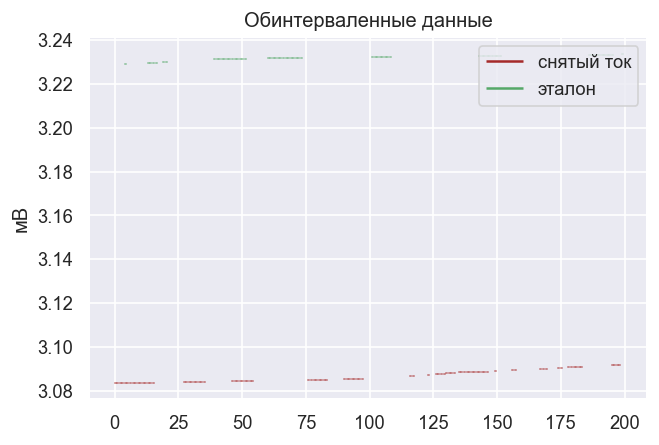 Обинтерваленные данные
3.24
3.22
3.20
3.18
3.16
3.14
3.12
3.10
3.08
мВ
снятый ток
эталон
0 25 50 75 100 125 150 175 200